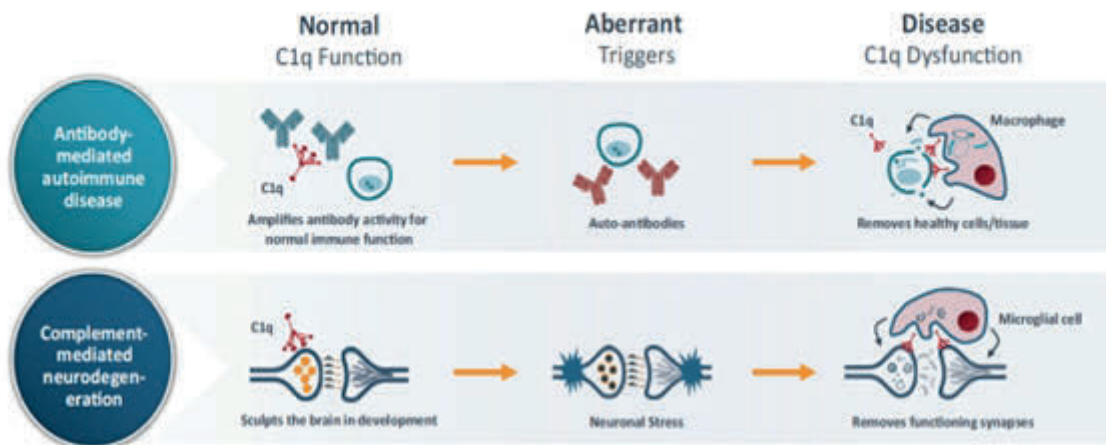 Normal
C1q Function
Aberrant
Triggers
Disease
C1q Dysfunction
Antibody-
mediated
autoimmune
disease
C1q
Amplifies antibody activity for
normal immune function
Auto-antibodies
C1q
Macrophage
Removes healthy cells/tissue
Complement-
mediated
neurodegen-
eration
C1q
Sculpts the brain in development
Neuronal Stress
Microglial cell
Removes functioning synapses